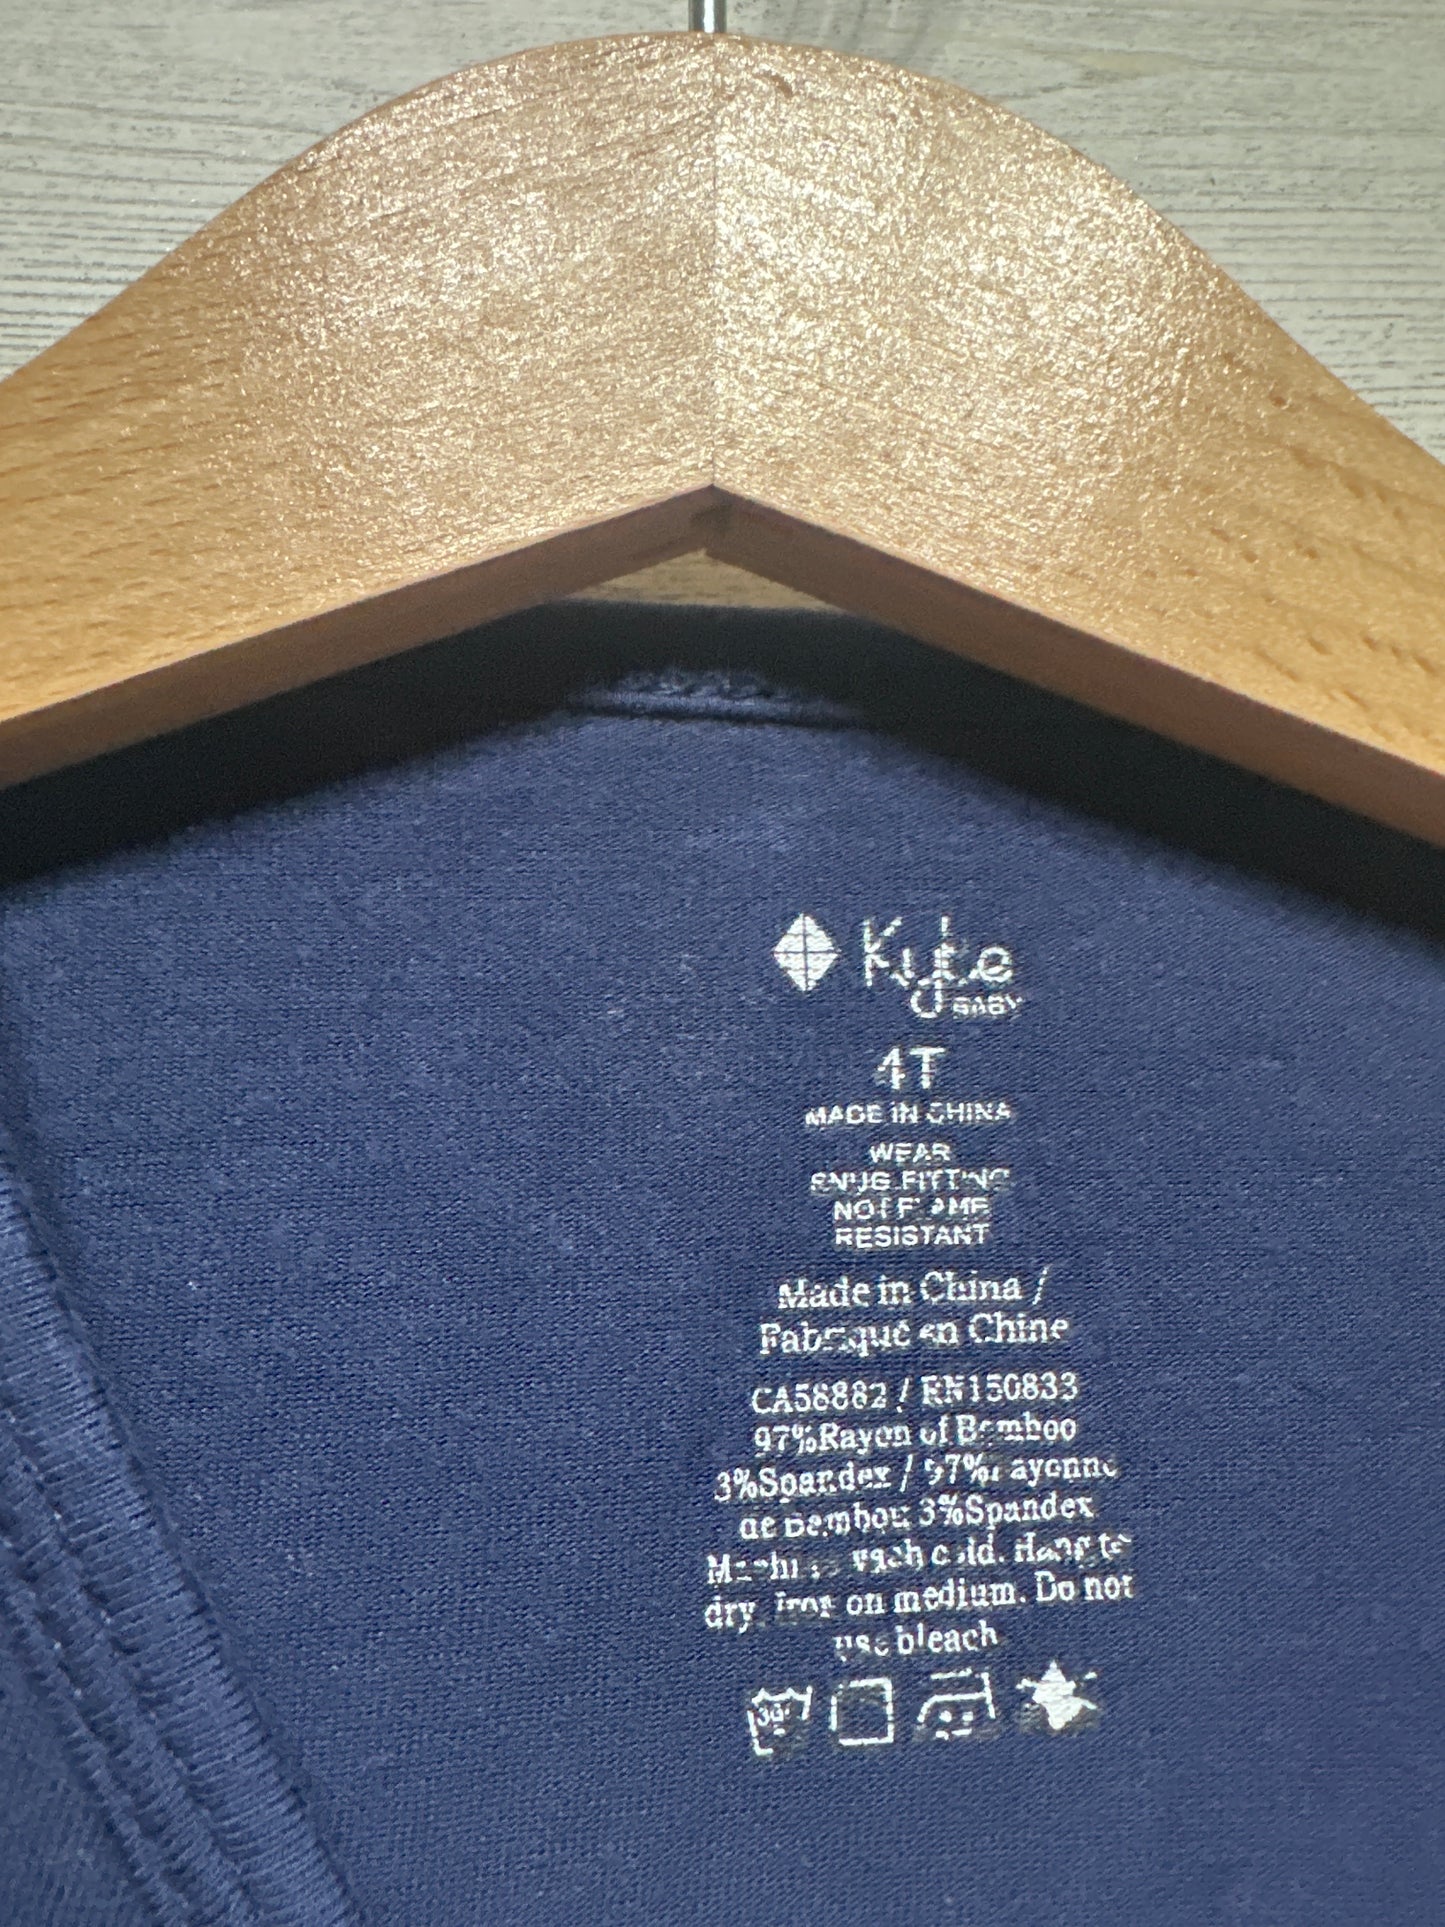 Kyte
BABY
4T
MADE IN CHINA
WEAR
SNUG FITTING
NOT FLAME
RESISTANT
Made in China /
Fabriqué en Chine
CA58882 / RN150833
97%Rayon of Bamboo
3%Spandex / 97%rayonne
de Bambou 3%Spandex
Machine wash cold. Hang to
dry. iron on medium. Do not
use bleach
30°